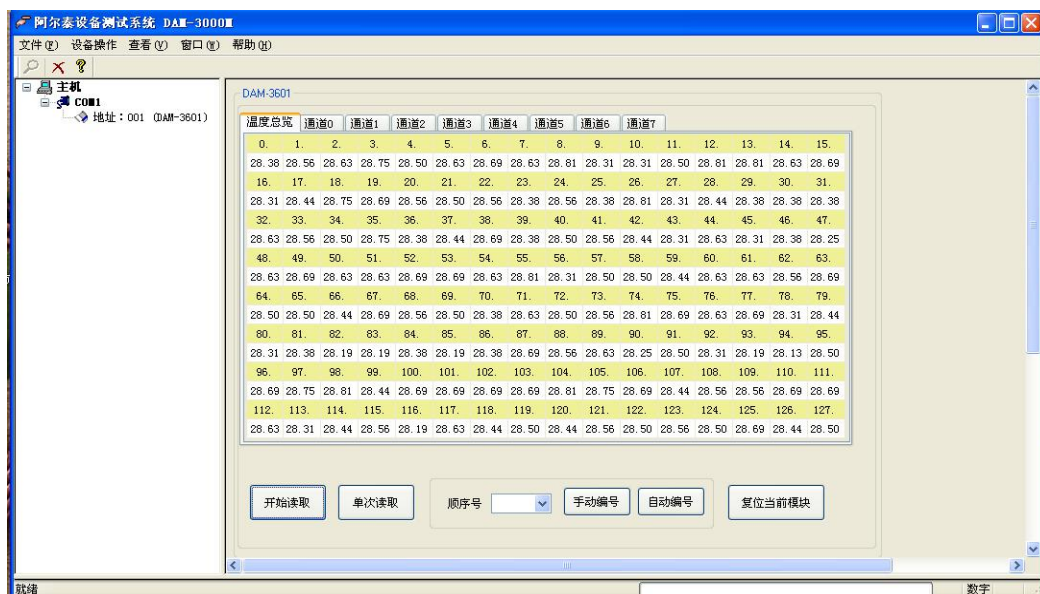 阿尔泰设备测试系统 DAM-3000M
文件(F) 设备操作 查看(V) 窗口(W) 帮助(H)
主机
COM1
地址：001 (DAM-3601)
DAM-3601
温度总览 通道0 通道1 通道2 通道3 通道4 通道5 通道6 通道7
0. 1. 2. 3. 4. 5. 6. 7. 8. 9. 10. 11. 12. 13. 14. 15.
28.38 28.56 28.63 28.75 28.50 28.63 28.69 28.63 28.81 28.31 28.31 28.50 28.81 28.81 28.63 28.69
16. 17. 18. 19. 20. 21. 22. 23. 24. 25. 26. 27. 28. 29. 30. 31.
28.31 28.44 28.75 28.69 28.56 28.50 28.56 28.38 28.56 28.38 28.81 28.31 28.44 28.38 28.38 28.38
32. 33. 34. 35. 36. 37. 38. 39. 40. 41. 42. 43. 44. 45. 46. 47.
28.63 28.56 28.50 28.75 28.38 28.44 28.69 28.38 28.50 28.56 28.44 28.31 28.63 28.31 28.38 28.25
48. 49. 50. 51. 52. 53. 54. 55. 56. 57. 58. 59. 60. 61. 62. 63.
28.63 28.69 28.63 28.63 28.69 28.69 28.63 28.81 28.31 28.50 28.50 28.44 28.63 28.63 28.56 28.69
64. 65. 66. 67. 68. 69. 70. 71. 72. 73. 74. 75. 76. 77. 78. 79.
28.50 28.50 28.44 28.69 28.56 28.50 28.38 28.63 28.50 28.56 28.81 28.69 28.63 28.69 28.31 28.44
80. 81. 82. 83. 84. 85. 86. 87. 88. 89. 90. 91. 92. 93. 94. 95.
28.31 28.38 28.19 28.19 28.38 28.19 28.38 28.69 28.56 28.63 28.25 28.50 28.31 28.19 28.13 28.50
96. 97. 98. 99. 100. 101. 102. 103. 104. 105. 106. 107. 108. 109. 110. 111.
28.69 28.75 28.81 28.44 28.69 28.69 28.69 28.69 28.81 28.75 28.69 28.44 28.56 28.56 28.69 28.69
112. 113. 114. 115. 116. 117. 118. 119. 120. 121. 122. 123. 124. 125. 126. 127.
28.63 28.31 28.44 28.56 28.19 28.63 28.44 28.50 28.44 28.56 28.50 28.56 28.50 28.69 28.44 28.50
开始读取 单次读取 顺序号 手动编号 自动编号 复位当前模块
就绪 数字